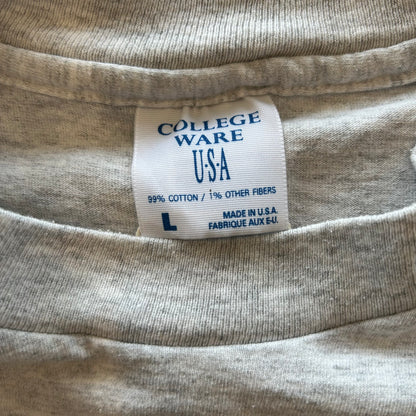 COLLEGE
WARE
U·S·A
99% COTTON / 1% OTHER FIBERS
L
MADE IN U.S.A.
FABRIQUE AUX E-U.